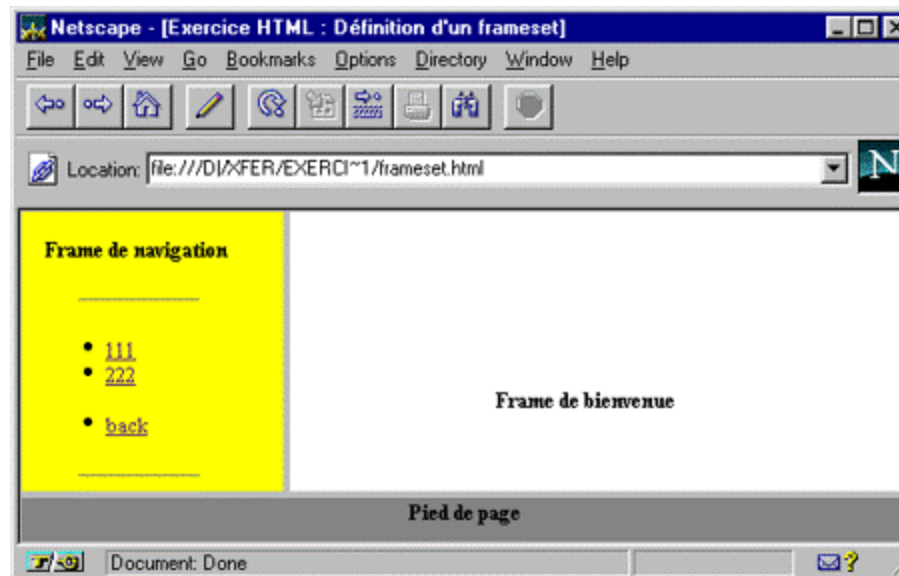 Netscape - [Exercice HTML : Définition d'un frameset]
File Edit View Go Bookmarks Options Directory Window Help
Location: file:///D|/XFER/EXERCI~1/frameset.html
N
Frame de navigation
111
222
back
Frame de bienvenue
Pied de page
Document: Done